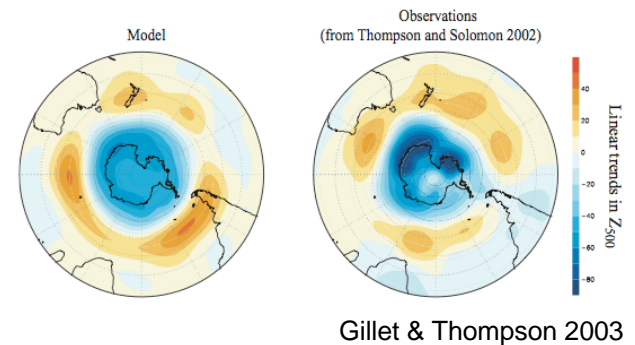 Model
Observations
(from Thompson and Solomon 2002)
40
20
0
-20
-40
-60
-80
Linear trends in Z500
Gillet & Thompson 2003